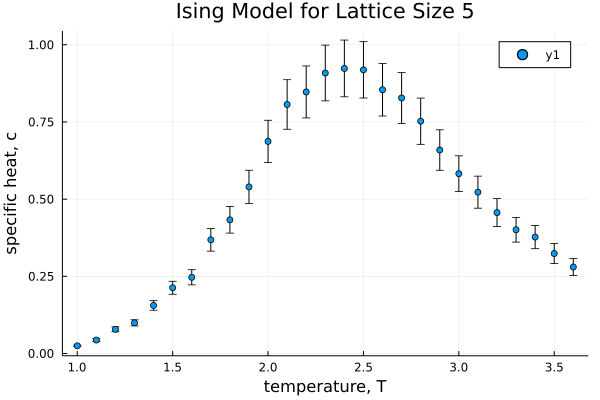 Ising Model for Lattice Size 5
y1
specific heat, c
1.00
0.75
0.50
0.25
0.00
1.0 1.5 2.0 2.5 3.0 3.5
temperature, T